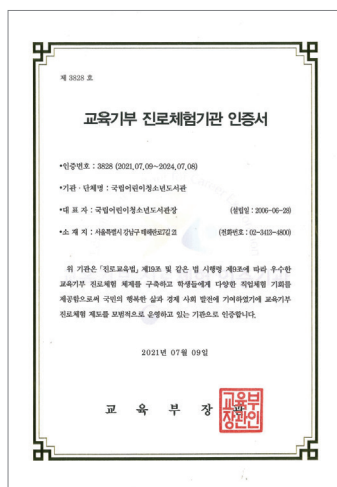 제 3828 호
교육기부 진로체험기관 인증서
•인증번호 : 3828 (2021.07.09~2024.07.08)
•기관 · 단체명 : 국립어린이청소년도서관
•대 표 자 : 국립어린이청소년도서관장 (설립일 : 2006-06-28)
•소 재 지 : 서울특별시 강남구 테헤란로7길 21 (전화번호 : 02-3413-4800)
위 기관은 「진로교육법」 제19조 및 같은 법 시행령 제9조에 따라 우수한
교육기부 진로체험 체제를 구축하고 학생들에게 다양한 직업체험 기회를
제공함으로써 국민의 행복한 삶과 경제 사회 발전에 기여하였기에 교육기부
진로체험 제도를 모범적으로 운영하고 있는 기관으로 인증합니다.
2021년 07월 09일
교 육 부 장 관
교육부
장관인